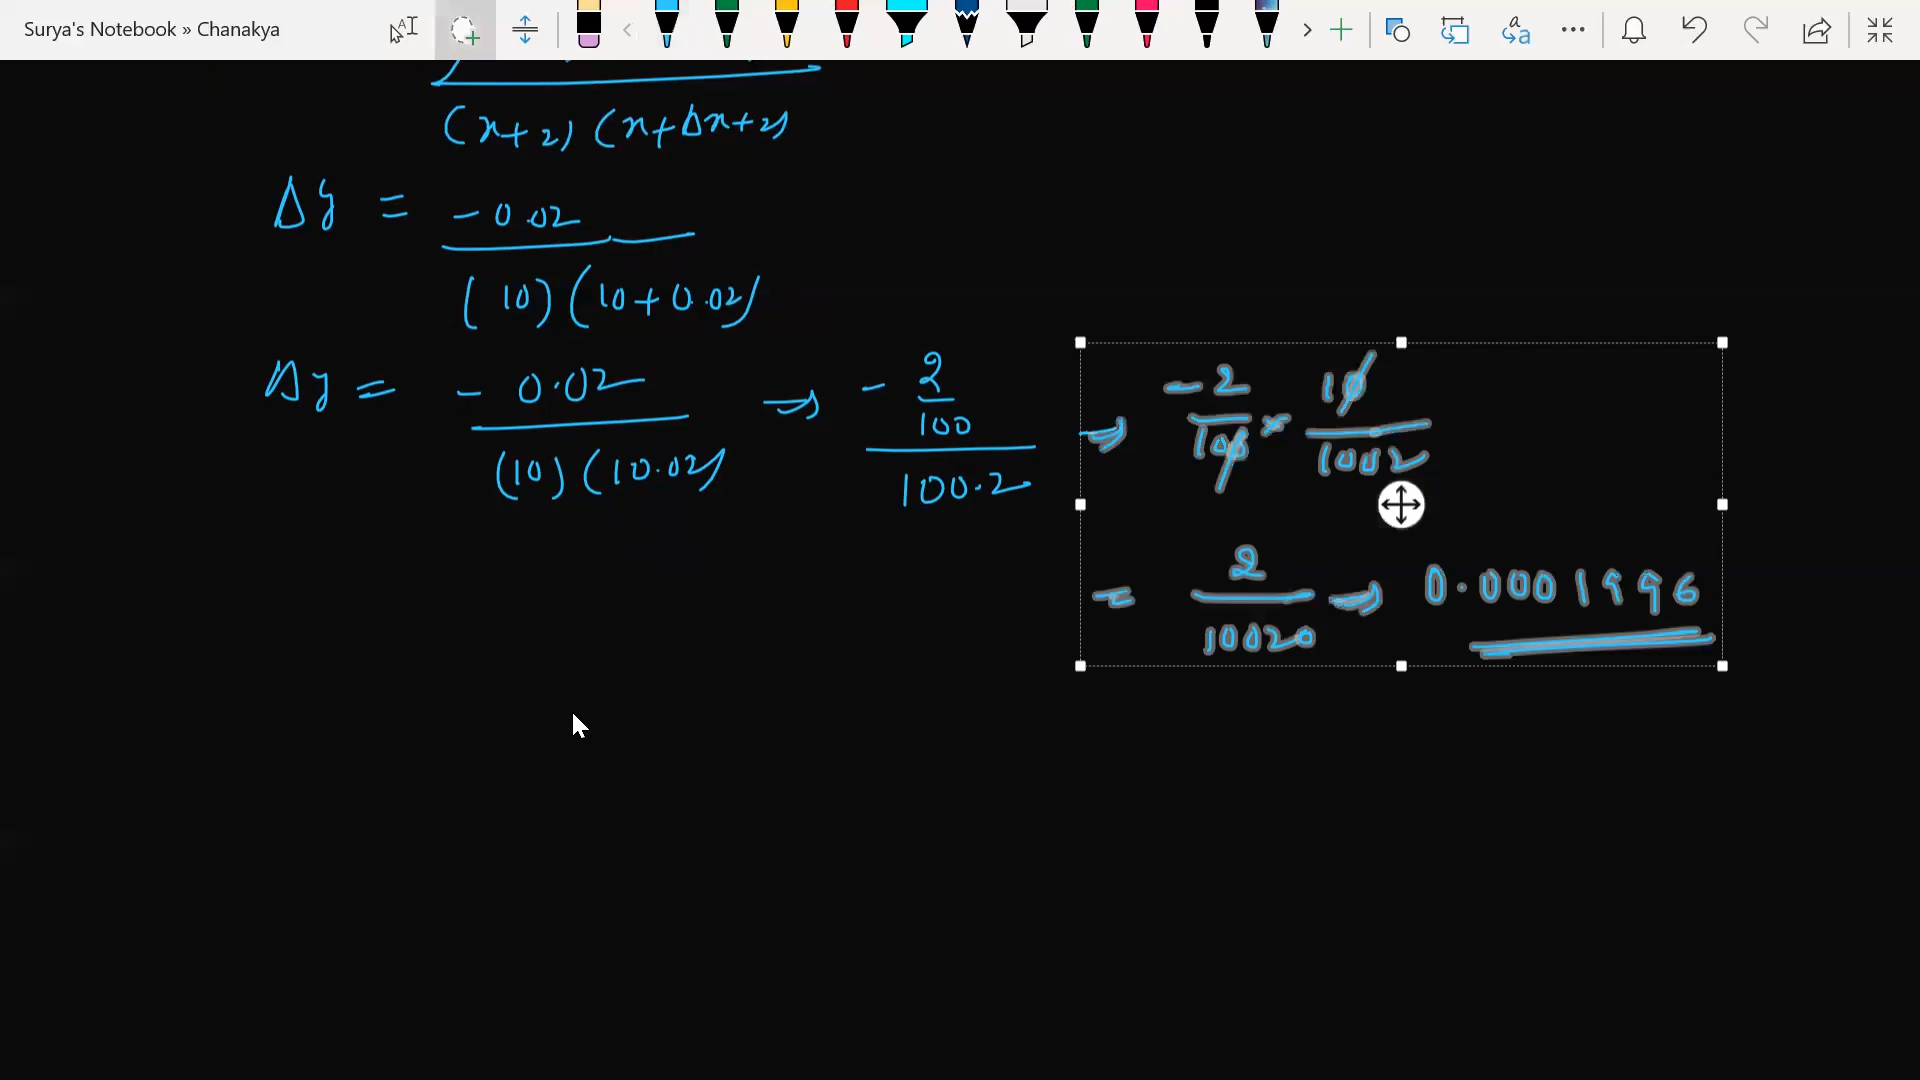 Surya's Notebook » Chanakya
(x+2) (x+Δx+2)
Δy = -0.02
(10) (10+0.02)
Δy = - 0.02 ⇒ - 2/100 ⇒ -2/100 × 10/1002
(10) (10.02) 100.2
= 2/10020 ⇒ 0.0001996